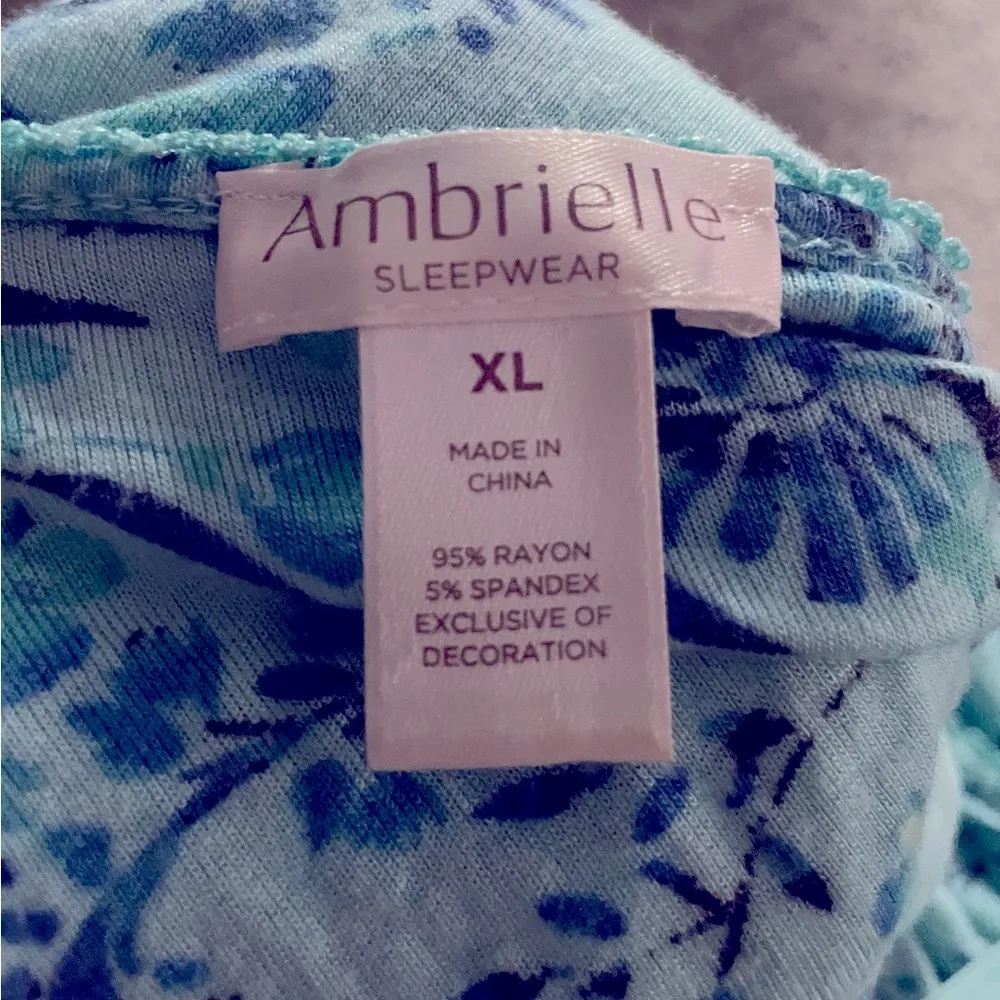 Ambrielle
SLEEPWEAR
XL
MADE IN
CHINA
95% RAYON
5% SPANDEX
EXCLUSIVE OF
DECORATION